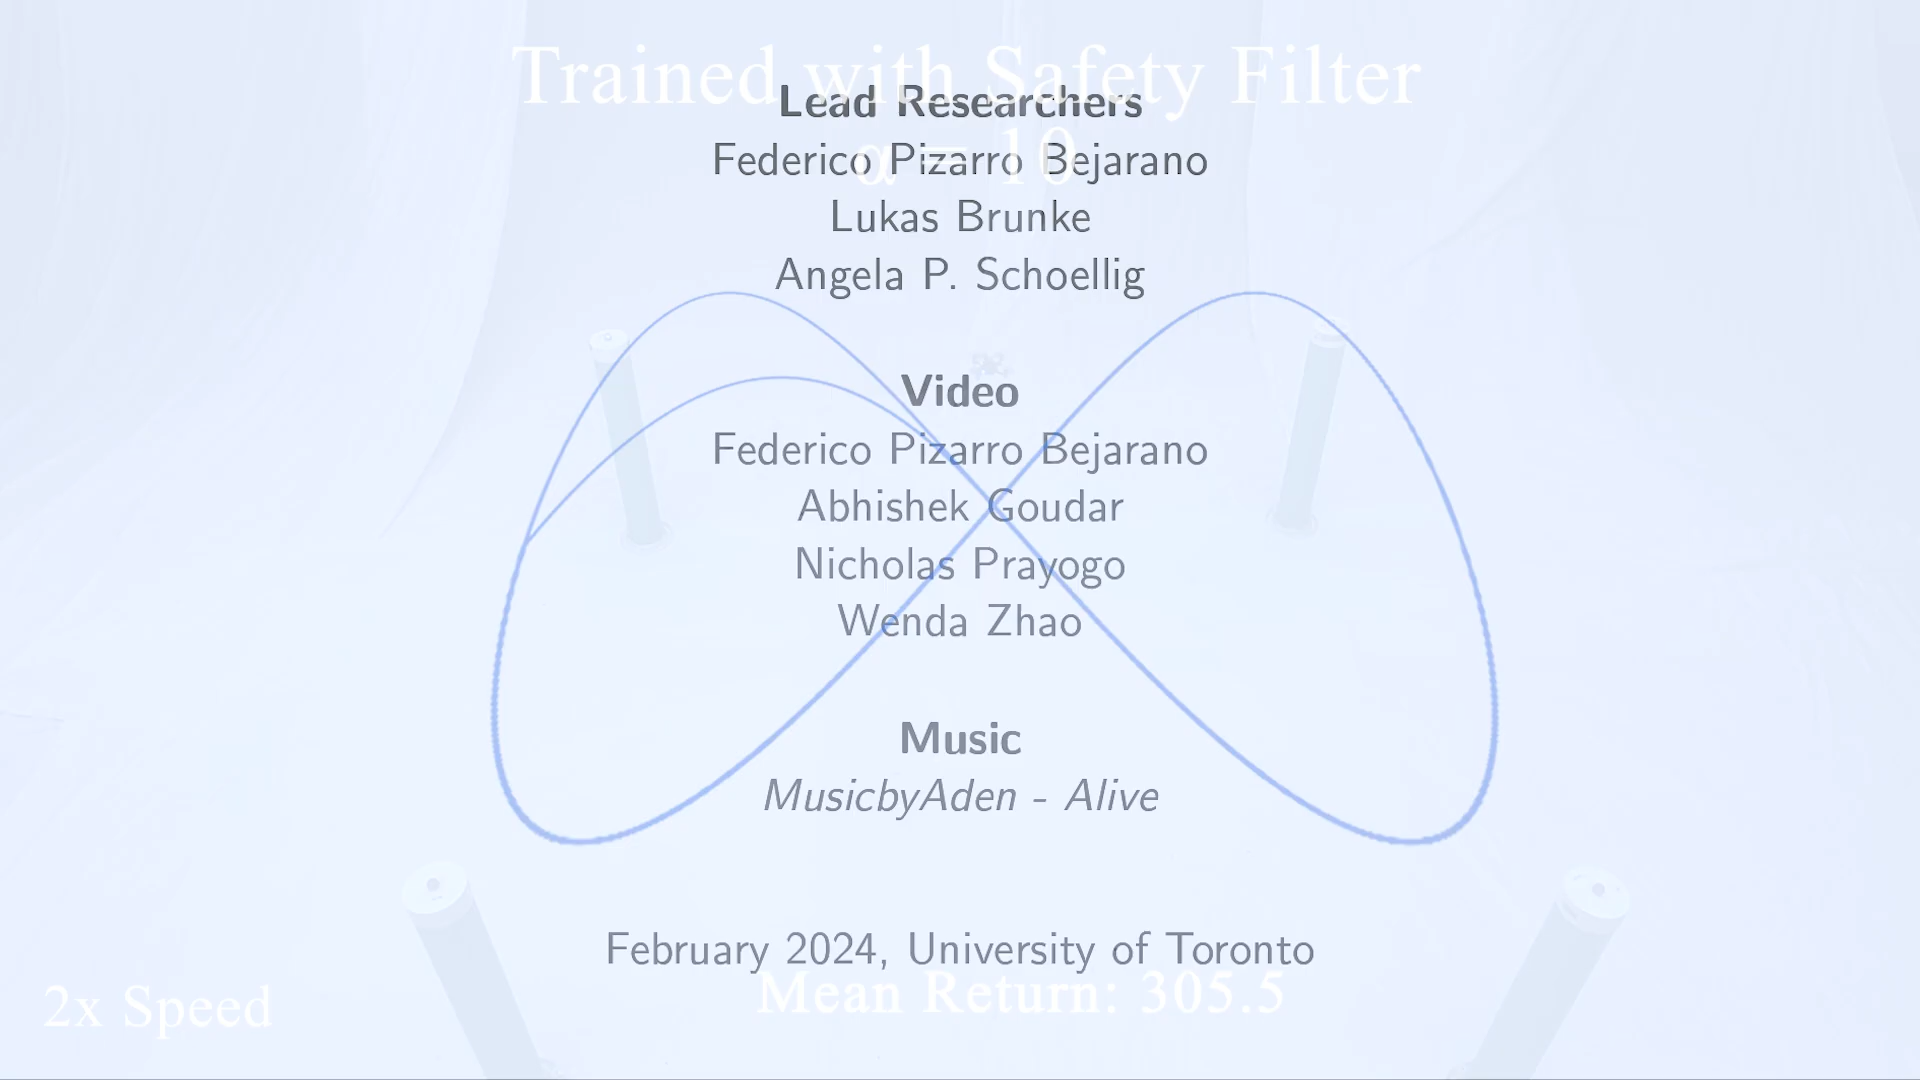 Trained with Safety Filter
Lead Researchers
α = 10
Federico Pizarro Bejarano
Lukas Brunke
Angela P. Schoellig
Video
Federico Pizarro Bejarano
Abhishek Goudar
Nicholas Prayogo
Wenda Zhao
Music
MusicbyAden - Alive
February 2024, University of Toronto
Mean Return: 305.5
2x Speed